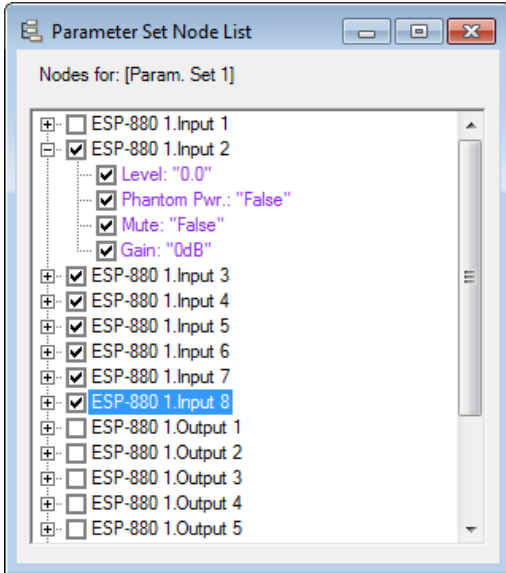 Parameter Set Node List
Nodes for: [Param. Set 1]
ESP-880 1.Input 1
ESP-880 1.Input 2
Level: "0.0"
Phantom Pwr.: "False"
Mute: "False"
Gain: "0dB"
ESP-880 1.Input 3
ESP-880 1.Input 4
ESP-880 1.Input 5
ESP-880 1.Input 6
ESP-880 1.Input 7
ESP-880 1.Input 8
ESP-880 1.Output 1
ESP-880 1.Output 2
ESP-880 1.Output 3
ESP-880 1.Output 4
ESP-880 1.Output 5